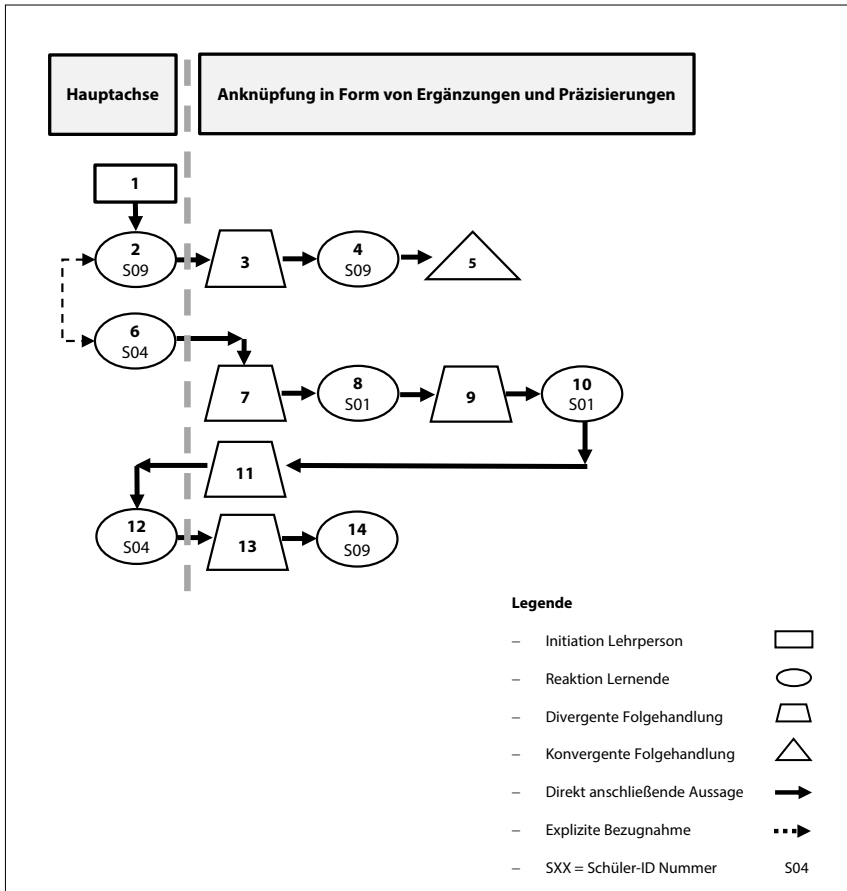 Hauptachse
Anknüpfung in Form von Ergänzungen und Präzisierungen
1
2
S09
3
4
S09
5
6
S04
7
8
S01
9
10
S01
11
12
S04
13
14
S09
Legende
– Initiation Lehrperson
– Reaktion Lernende
– Divergente Folgehandlung
– Konvergente Folgehandlung
– Direkt anschließende Aussage
– Explizite Bezugnahme
– SXX = Schüler-ID Nummer S04